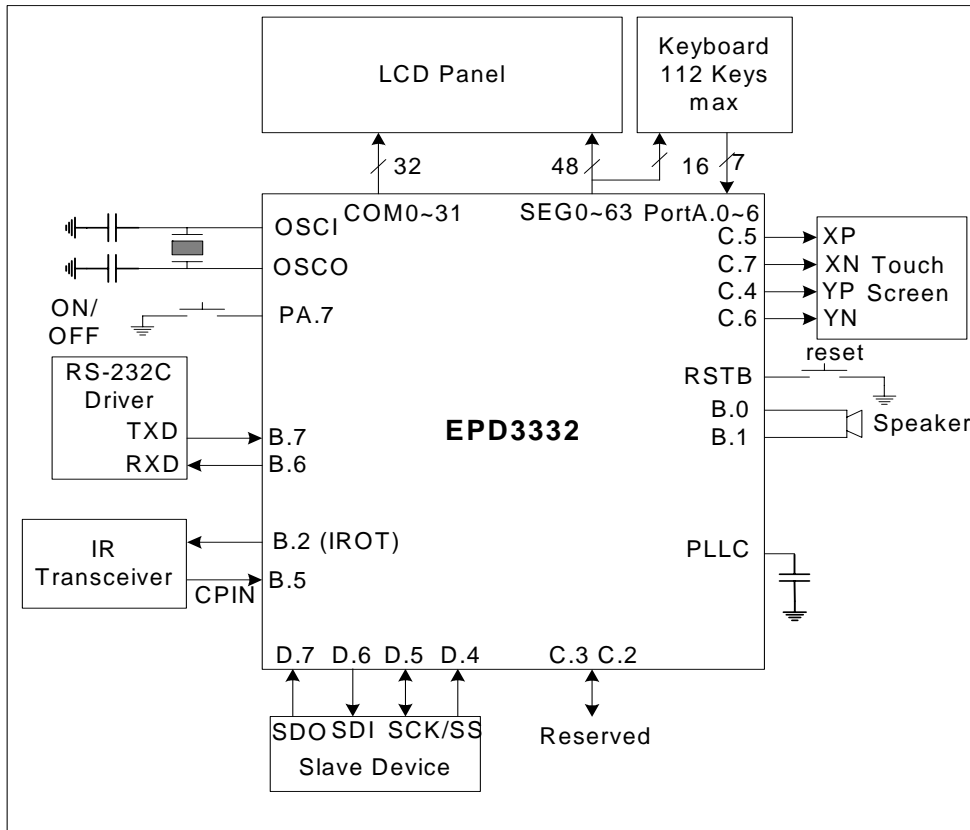 LCD Panel
Keyboard
112 Keys
max
32
48
16
7
COM0~31
SEG0~63
PortA.0~6
OSCI
OSCO
ON/
OFF
PA.7
C.5
C.7
C.4
C.6
XP
XN
YP
YN
Touch
Screen
RS-232C
Driver
TXD
RXD
B.7
B.6
EPD3332
RSTB
reset
B.0
B.1
Speaker
IR
Transceiver
B.2 (IROT)
B.5
CPIN
PLLC
D.7
D.6
D.5
D.4
C.3 C.2
SDO
SDI
SCK/SS
Slave Device
Reserved